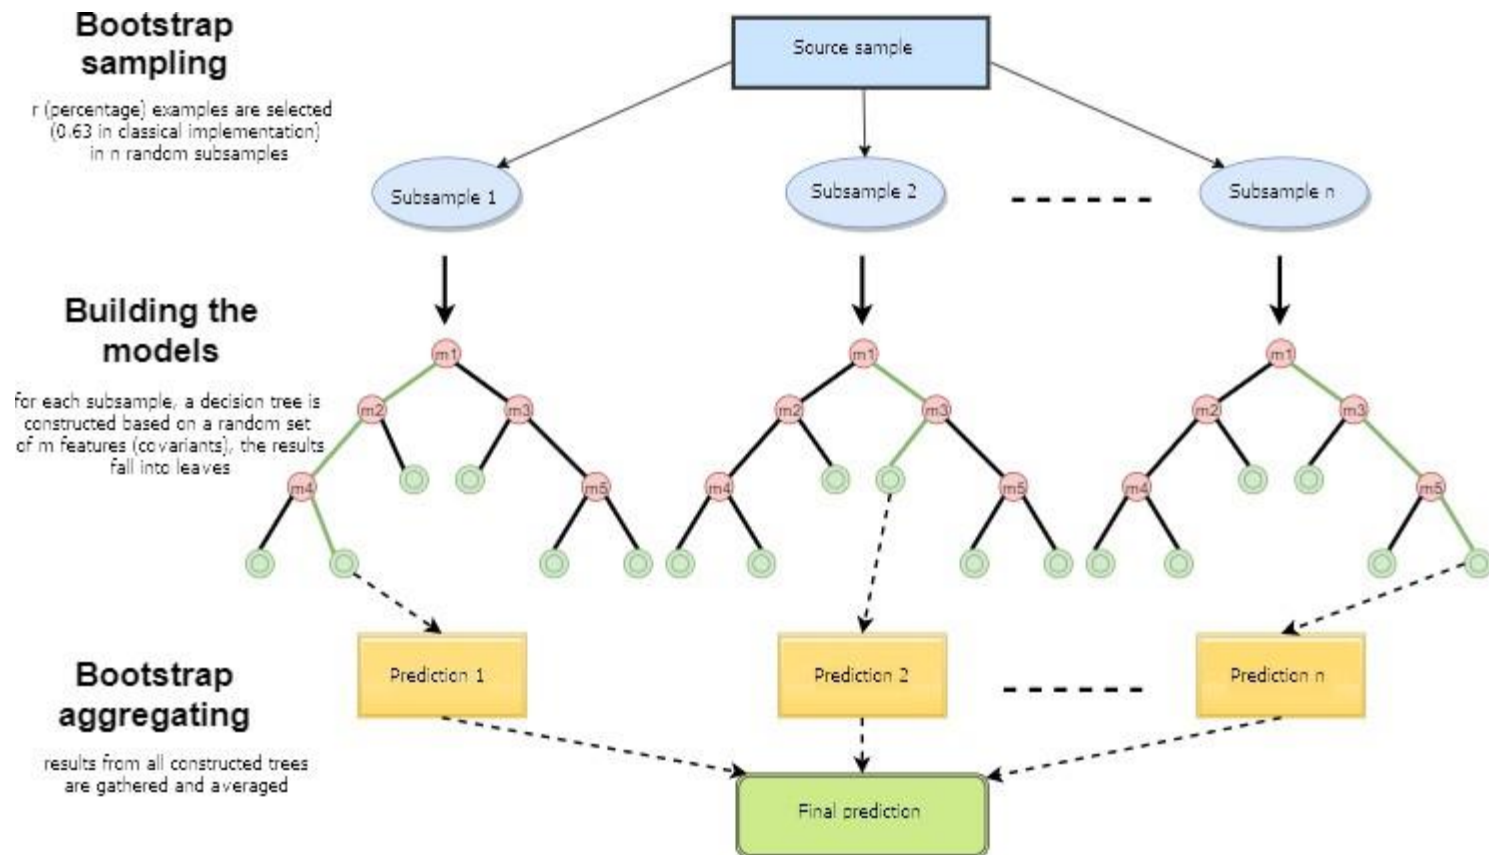 Bootstrap
sampling
r (percentage) examples are selected
(0.63 in classical implementation)
in n random subsamples
Source sample
Subsample 1
Subsample 2
Subsample n
Building the
models
for each subsample, a decision tree is
constructed based on a random set
of m features (covariants), the results
fall into leaves
m1
m2
m3
m4
m5
m1
m2
m3
m4
m5
m1
m2
m3
m4
m5
Bootstrap
aggregating
results from all constructed trees
are gathered and averaged
Prediction 1
Prediction 2
Prediction n
Final prediction